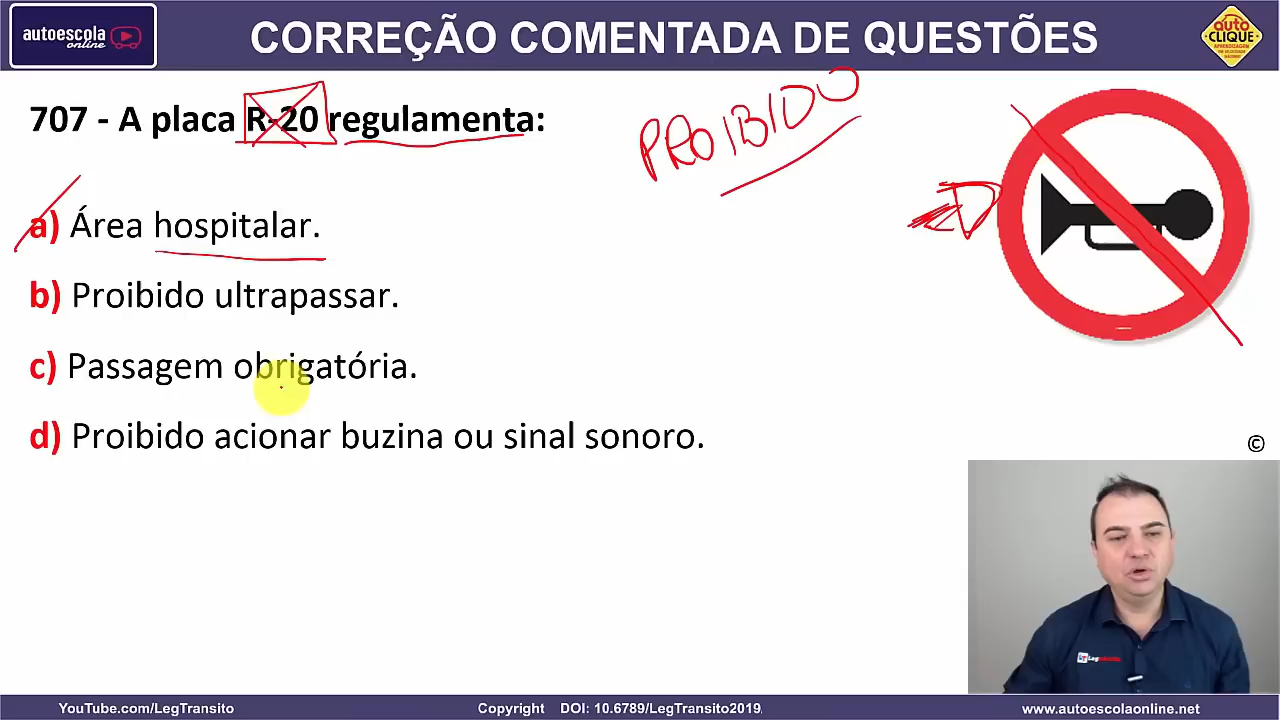 autoescola
online
CORREÇÃO COMENTADA DE QUESTÕES
auto
CLIQUE
707 - A placa R-20 regulamenta:
PROIBIDO
a) Área hospitalar.
b) Proibido ultrapassar.
c) Passagem obrigatória.
d) Proibido acionar buzina ou sinal sonoro.
©
YouTube.com/LegTransito
Copyright DOI: 10.6789/LegTransito2019
www.autoescolaonline.net